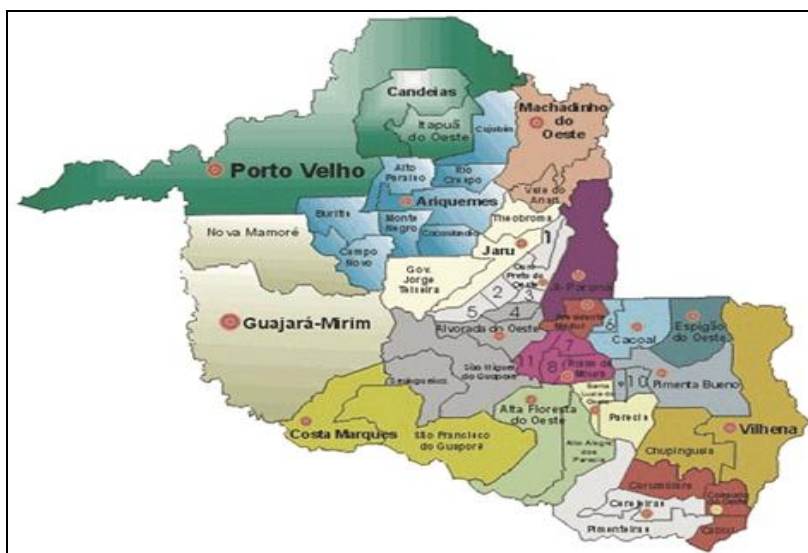 Candeias
Itapuã
do Oeste
Cujubim
Machadinho
do
Oeste
Porto Velho
Alto
Paraíso
Rio
Crespo
Vale do
Anari
Ariquemes
Theobroma
Buritis
Monte
Negro
Cacaulandia
Nova Mamoré
Campo
Novo
Jaru
1
Gov.
Jorge
Teixeira
Ouro
Preto do
Oeste
Ji-Paraná
2
3
5
4
Guajará-Mirim
Alvorada do Oeste
Presidente
Médici
6
Cacoal
Espigão
do Oeste
7
São Miguel
do Guaporé
11
8
Rolim de
Moura
Seringueiras
Santa
Luzia do
Oeste
9
10
Pimenta Bueno
Costa Marques
São Francisco
do Guaporé
Alta Floresta
do Oeste
Parecis
Vilhena
Alto Alegre
dos
Parecis
Chupinguaia
Corumbiara
Cerejeiras
Colorado
do Oeste
Pimenteiras
Cabixi